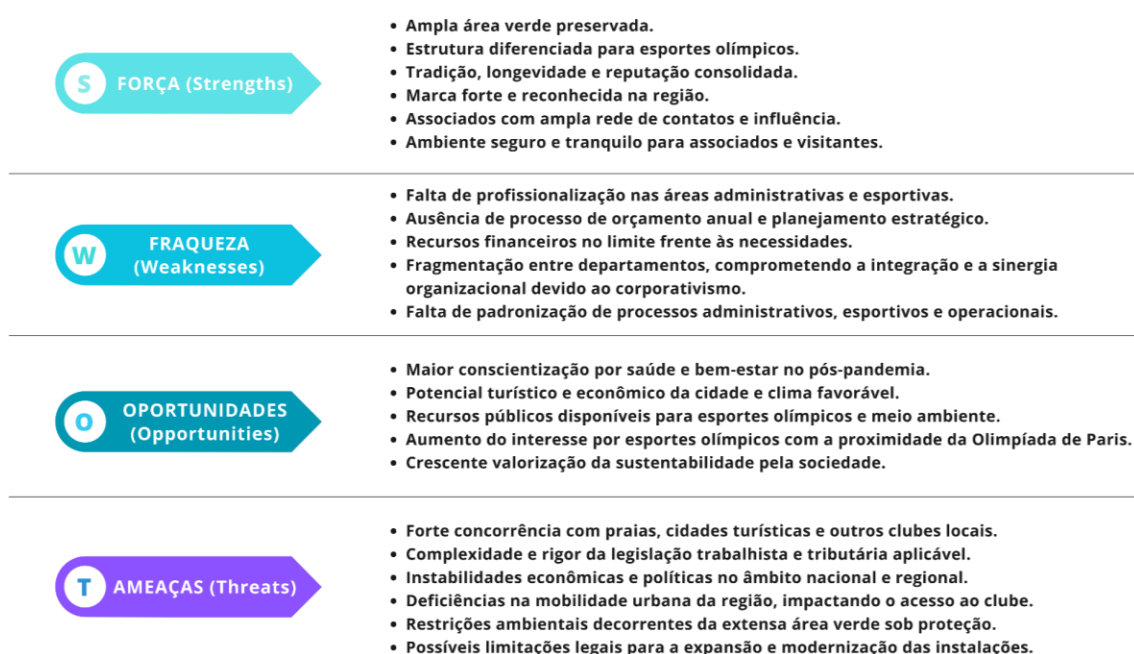 S FORÇA (Strengths)
• Ampla área verde preservada.
• Estrutura diferenciada para esportes olímpicos.
• Tradição, longevidade e reputação consolidada.
• Marca forte e reconhecida na região.
• Associados com ampla rede de contatos e influência.
• Ambiente seguro e tranquilo para associados e visitantes.
W FRAQUEZA
(Weaknesses)
• Falta de profissionalização nas áreas administrativas e esportivas.
• Ausência de processo de orçamento anual e planejamento estratégico.
• Recursos financeiros no limite frente às necessidades.
• Fragmentação entre departamentos, comprometendo a integração e a sinergia
organizacional devido ao corporativismo.
• Falta de padronização de processos administrativos, esportivos e operacionais.
O OPORTUNIDADES
(Opportunities)
• Maior conscientização por saúde e bem-estar no pós-pandemia.
• Potencial turístico e econômico da cidade e clima favorável.
• Recursos públicos disponíveis para esportes olímpicos e meio ambiente.
• Aumento do interesse por esportes olímpicos com a proximidade da Olimpíada de Paris.
• Crescente valorização da sustentabilidade pela sociedade.
T AMEAÇAS (Threats)
• Forte concorrência com praias, cidades turísticas e outros clubes locais.
• Complexidade e rigor da legislação trabalhista e tributária aplicável.
• Instabilidades econômicas e políticas no âmbito nacional e regional.
• Deficiências na mobilidade urbana da região, impactando o acesso ao clube.
• Restrições ambientais decorrentes da extensa área verde sob proteção.
• Possíveis limitações legais para a expansão e modernização das instalações.